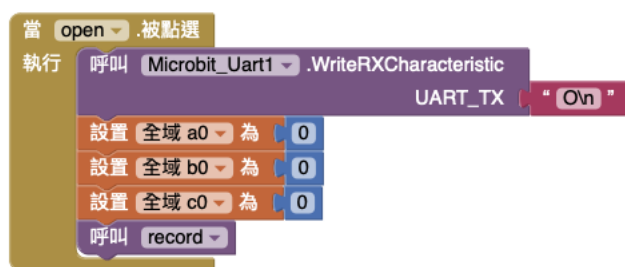 當 open .被點選
執行 呼叫 Microbit_Uart1 .WriteRXCharacteristic
UART_TX " O\n "
設置 全域 a0 為 0
設置 全域 b0 為 0
設置 全域 c0 為 0
呼叫 record